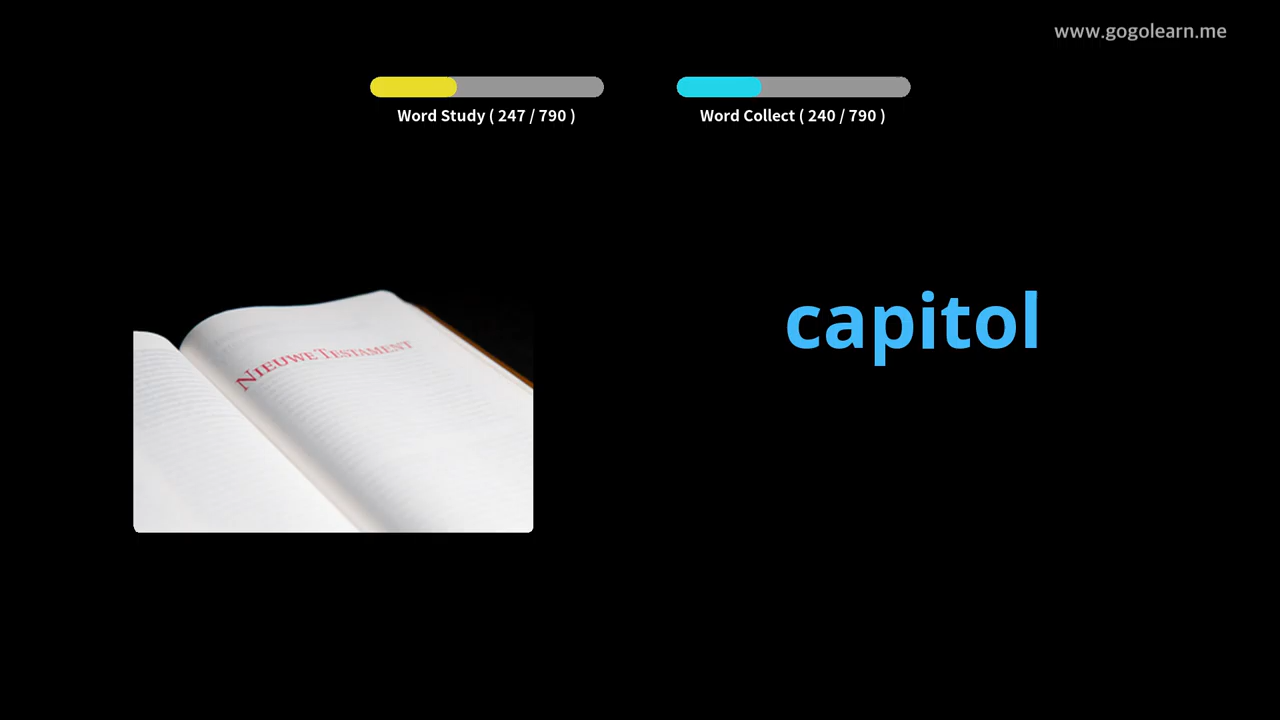 www.gogolearn.me
Word Study ( 247 / 790 )
Word Collect ( 240 / 790 )
capitol
NIEUWE TESTAMENT